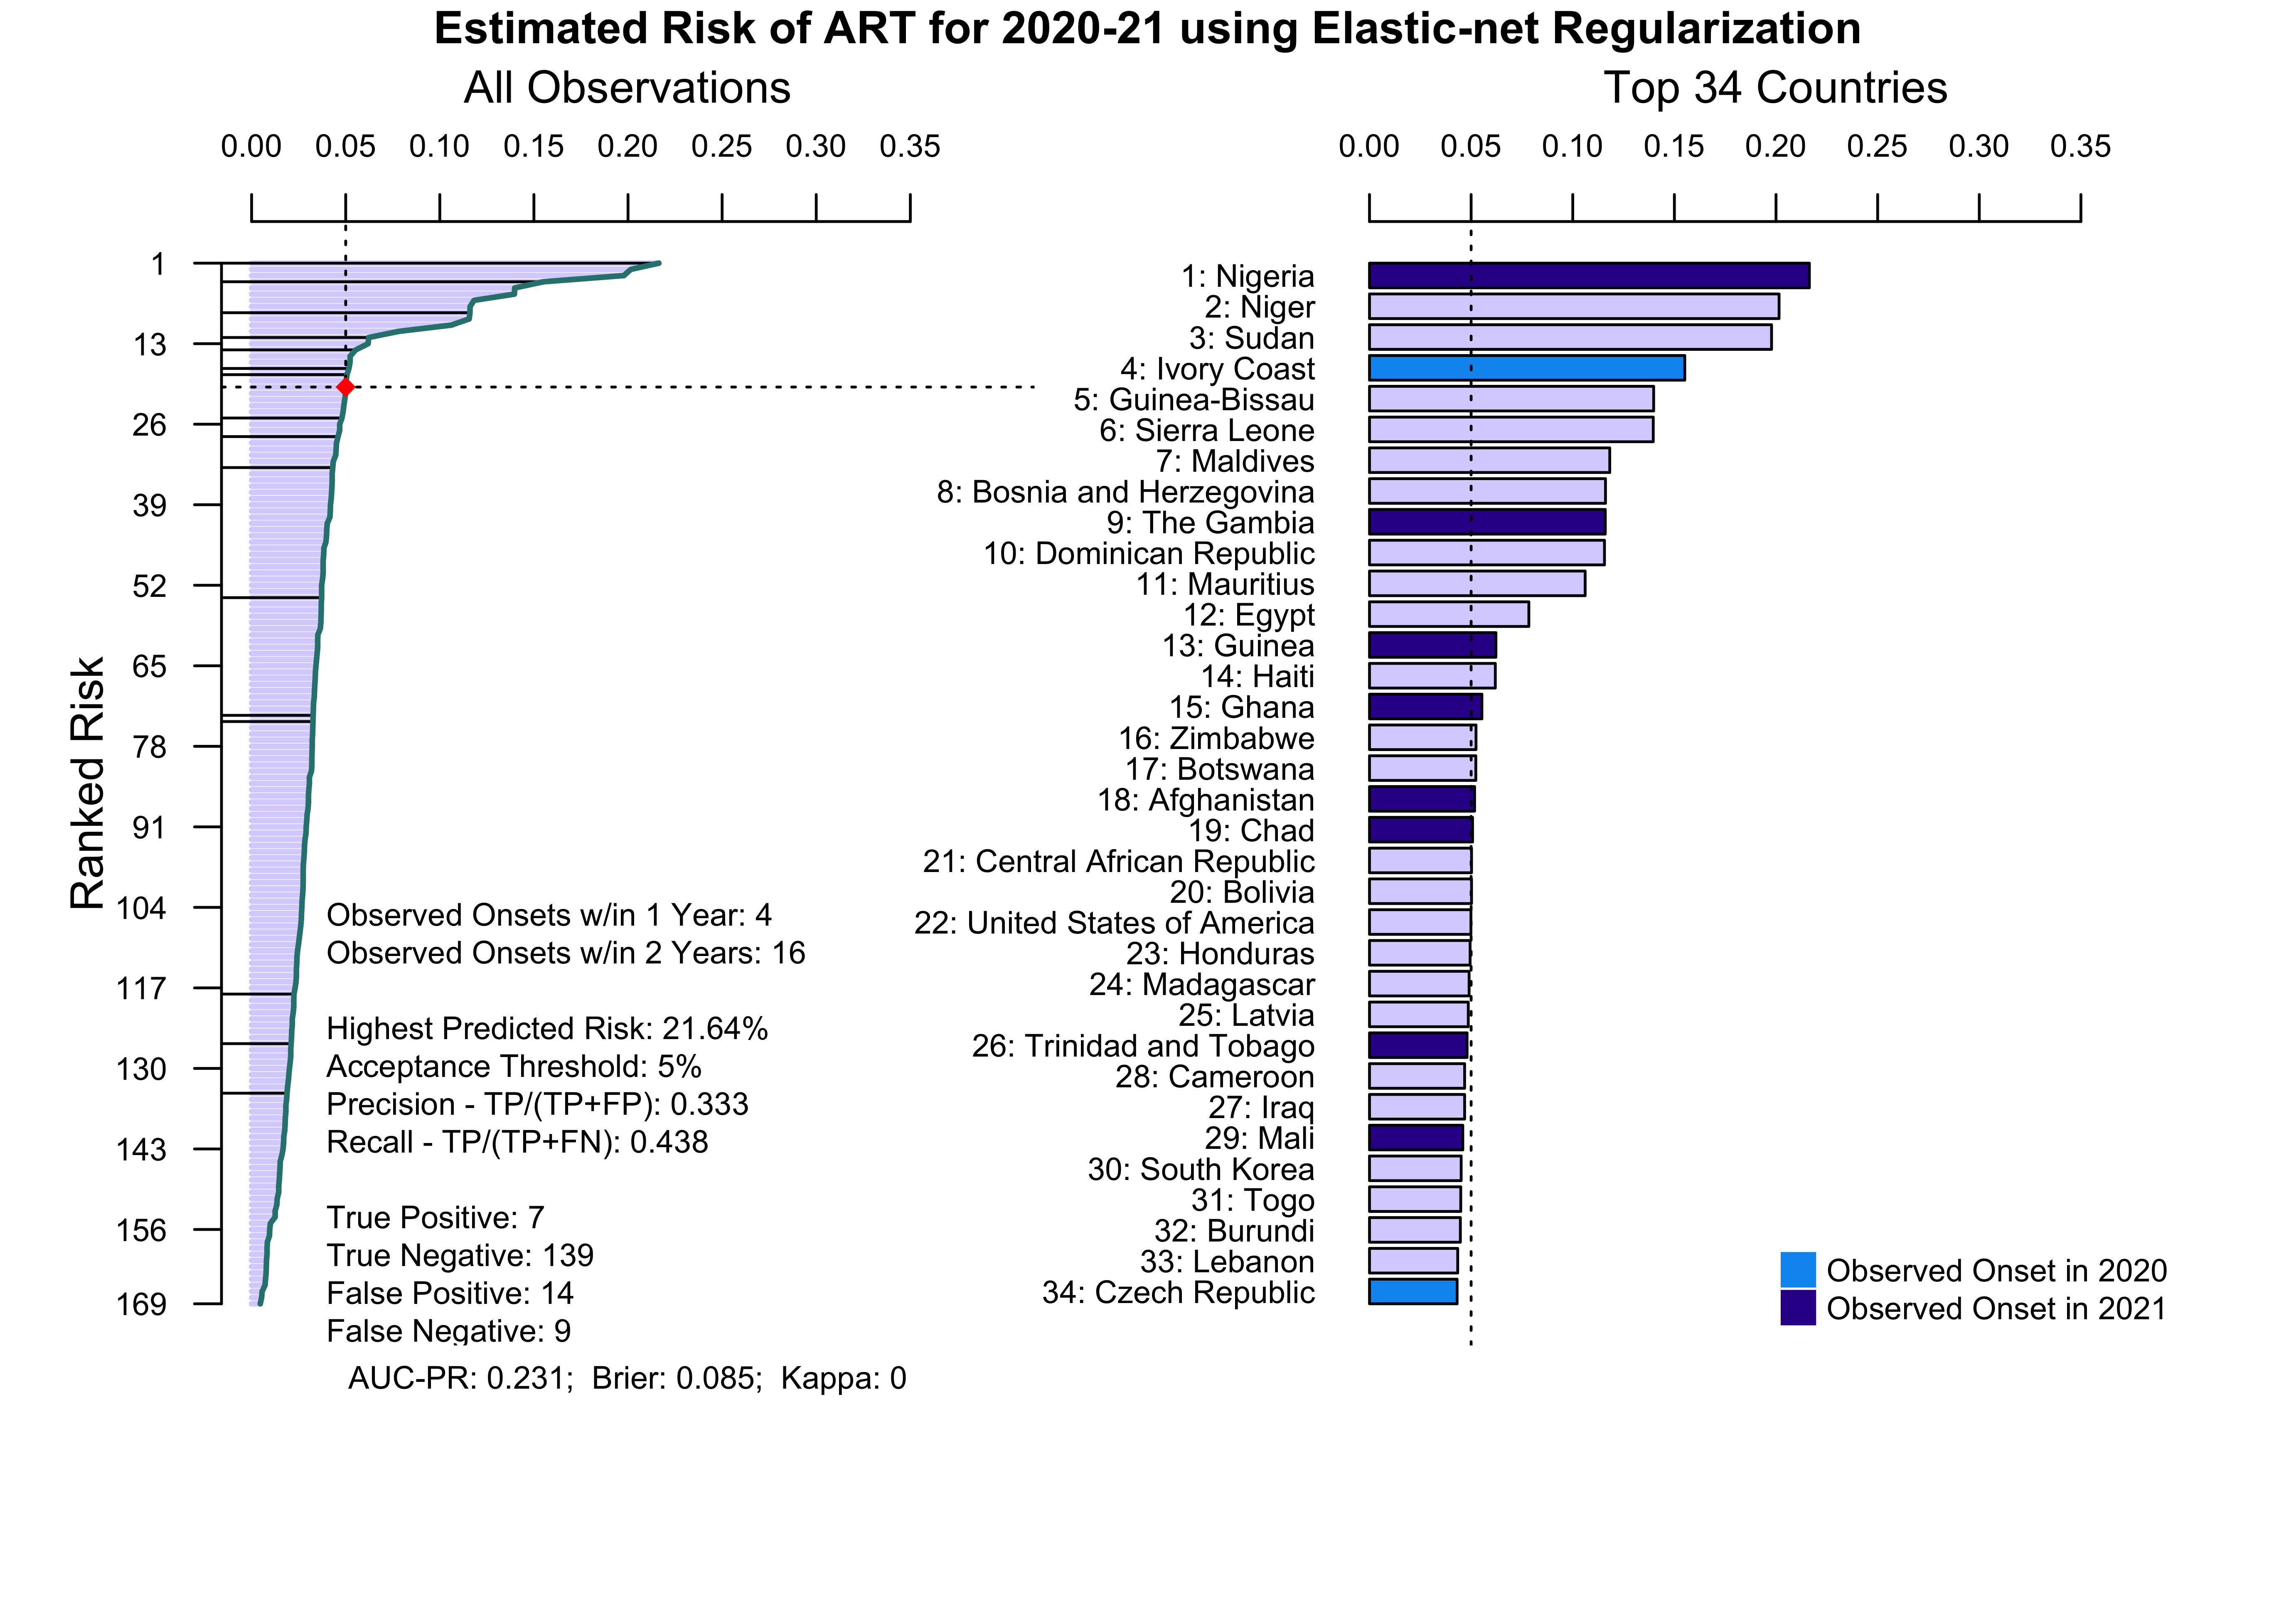 Estimated Risk of ART for 2020-21 using Elastic-net Regularization
All Observations
0.00 0.05 0.10 0.15 0.20 0.25 0.30 0.35
Ranked Risk
1
13
26
39
52
65
78
91
104
117
130
143
156
169
Observed Onsets w/in 1 Year: 4
Observed Onsets w/in 2 Years: 16
Highest Predicted Risk: 21.64%
Acceptance Threshold: 5%
Precision - TP/(TP+FP): 0.333
Recall - TP/(TP+FN): 0.438
True Positive: 7
True Negative: 139
False Positive: 14
False Negative: 9
AUC-PR: 0.231; Brier: 0.085; Kappa: 0
Top 34 Countries
0.00 0.05 0.10 0.15 0.20 0.25 0.30 0.35
1: Nigeria
2: Niger
3: Sudan
4: Ivory Coast
5: Guinea-Bissau
6: Sierra Leone
7: Maldives
8: Bosnia and Herzegovina
9: The Gambia
10: Dominican Republic
11: Mauritius
12: Egypt
13: Guinea
14: Haiti
15: Ghana
16: Zimbabwe
17: Botswana
18: Afghanistan
19: Chad
21: Central African Republic
20: Bolivia
22: United States of America
23: Honduras
24: Madagascar
25: Latvia
26: Trinidad and Tobago
28: Cameroon
27: Iraq
29: Mali
30: South Korea
31: Togo
32: Burundi
33: Lebanon
34: Czech Republic
Observed Onset in 2020
Observed Onset in 2021